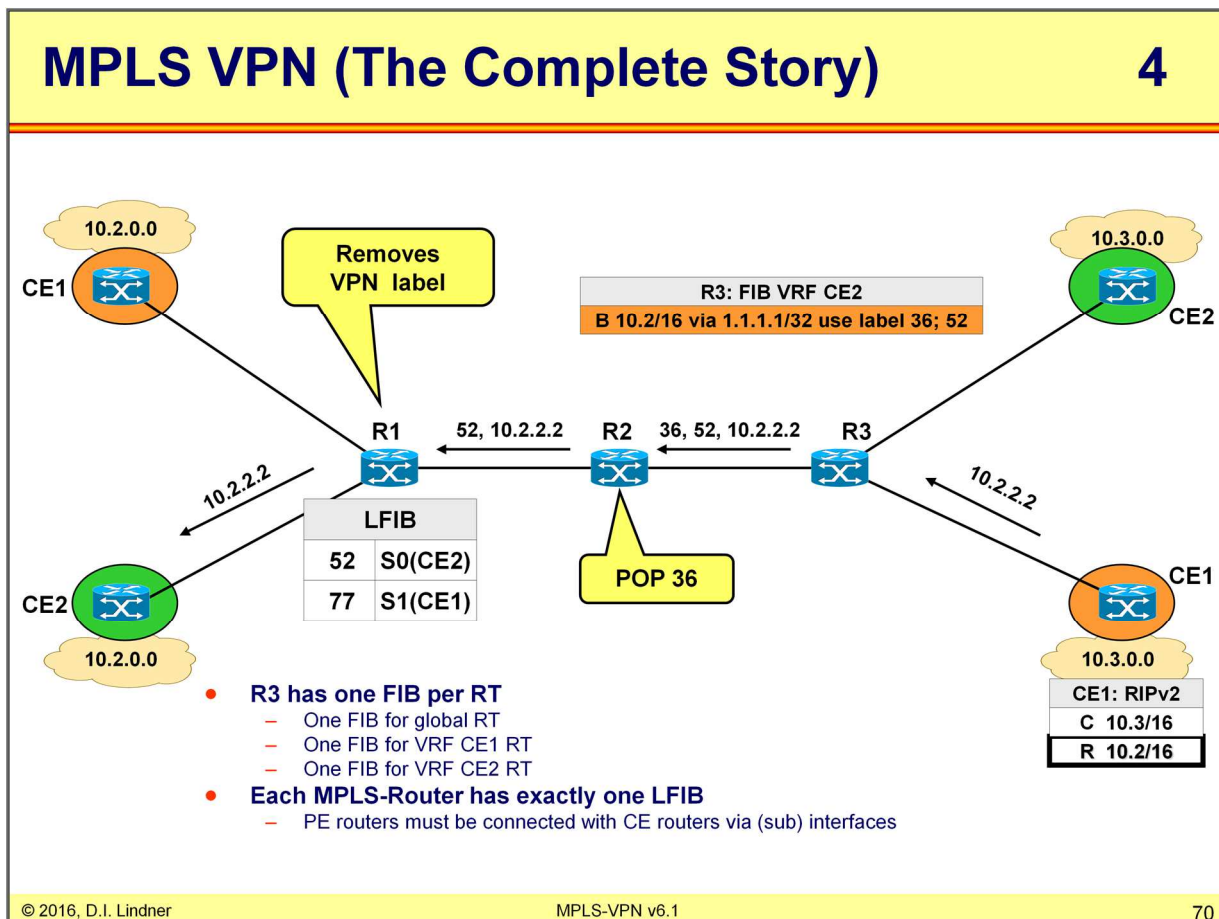 MPLS VPN (The Complete Story) 4
10.2.0.0
CE1
Removes
VPN label
R3: FIB VRF CE2
B 10.2/16 via 1.1.1.1/32 use label 36; 52
10.3.0.0
CE2
R1
52, 10.2.2.2
R2
36, 52, 10.2.2.2
R3
10.2.2.2
10.2.2.2
LFIB
52 S0(CE2)
77 S1(CE1)
POP 36
CE2
10.2.0.0
CE1
10.3.0.0
CE1: RIPv2
C 10.3/16
R 10.2/16
• R3 has one FIB per RT
– One FIB for global RT
– One FIB for VRF CE1 RT
– One FIB for VRF CE2 RT
• Each MPLS-Router has exactly one LFIB
– PE routers must be connected with CE routers via (sub) interfaces
© 2016, D.I. Lindner MPLS-VPN v6.1 70